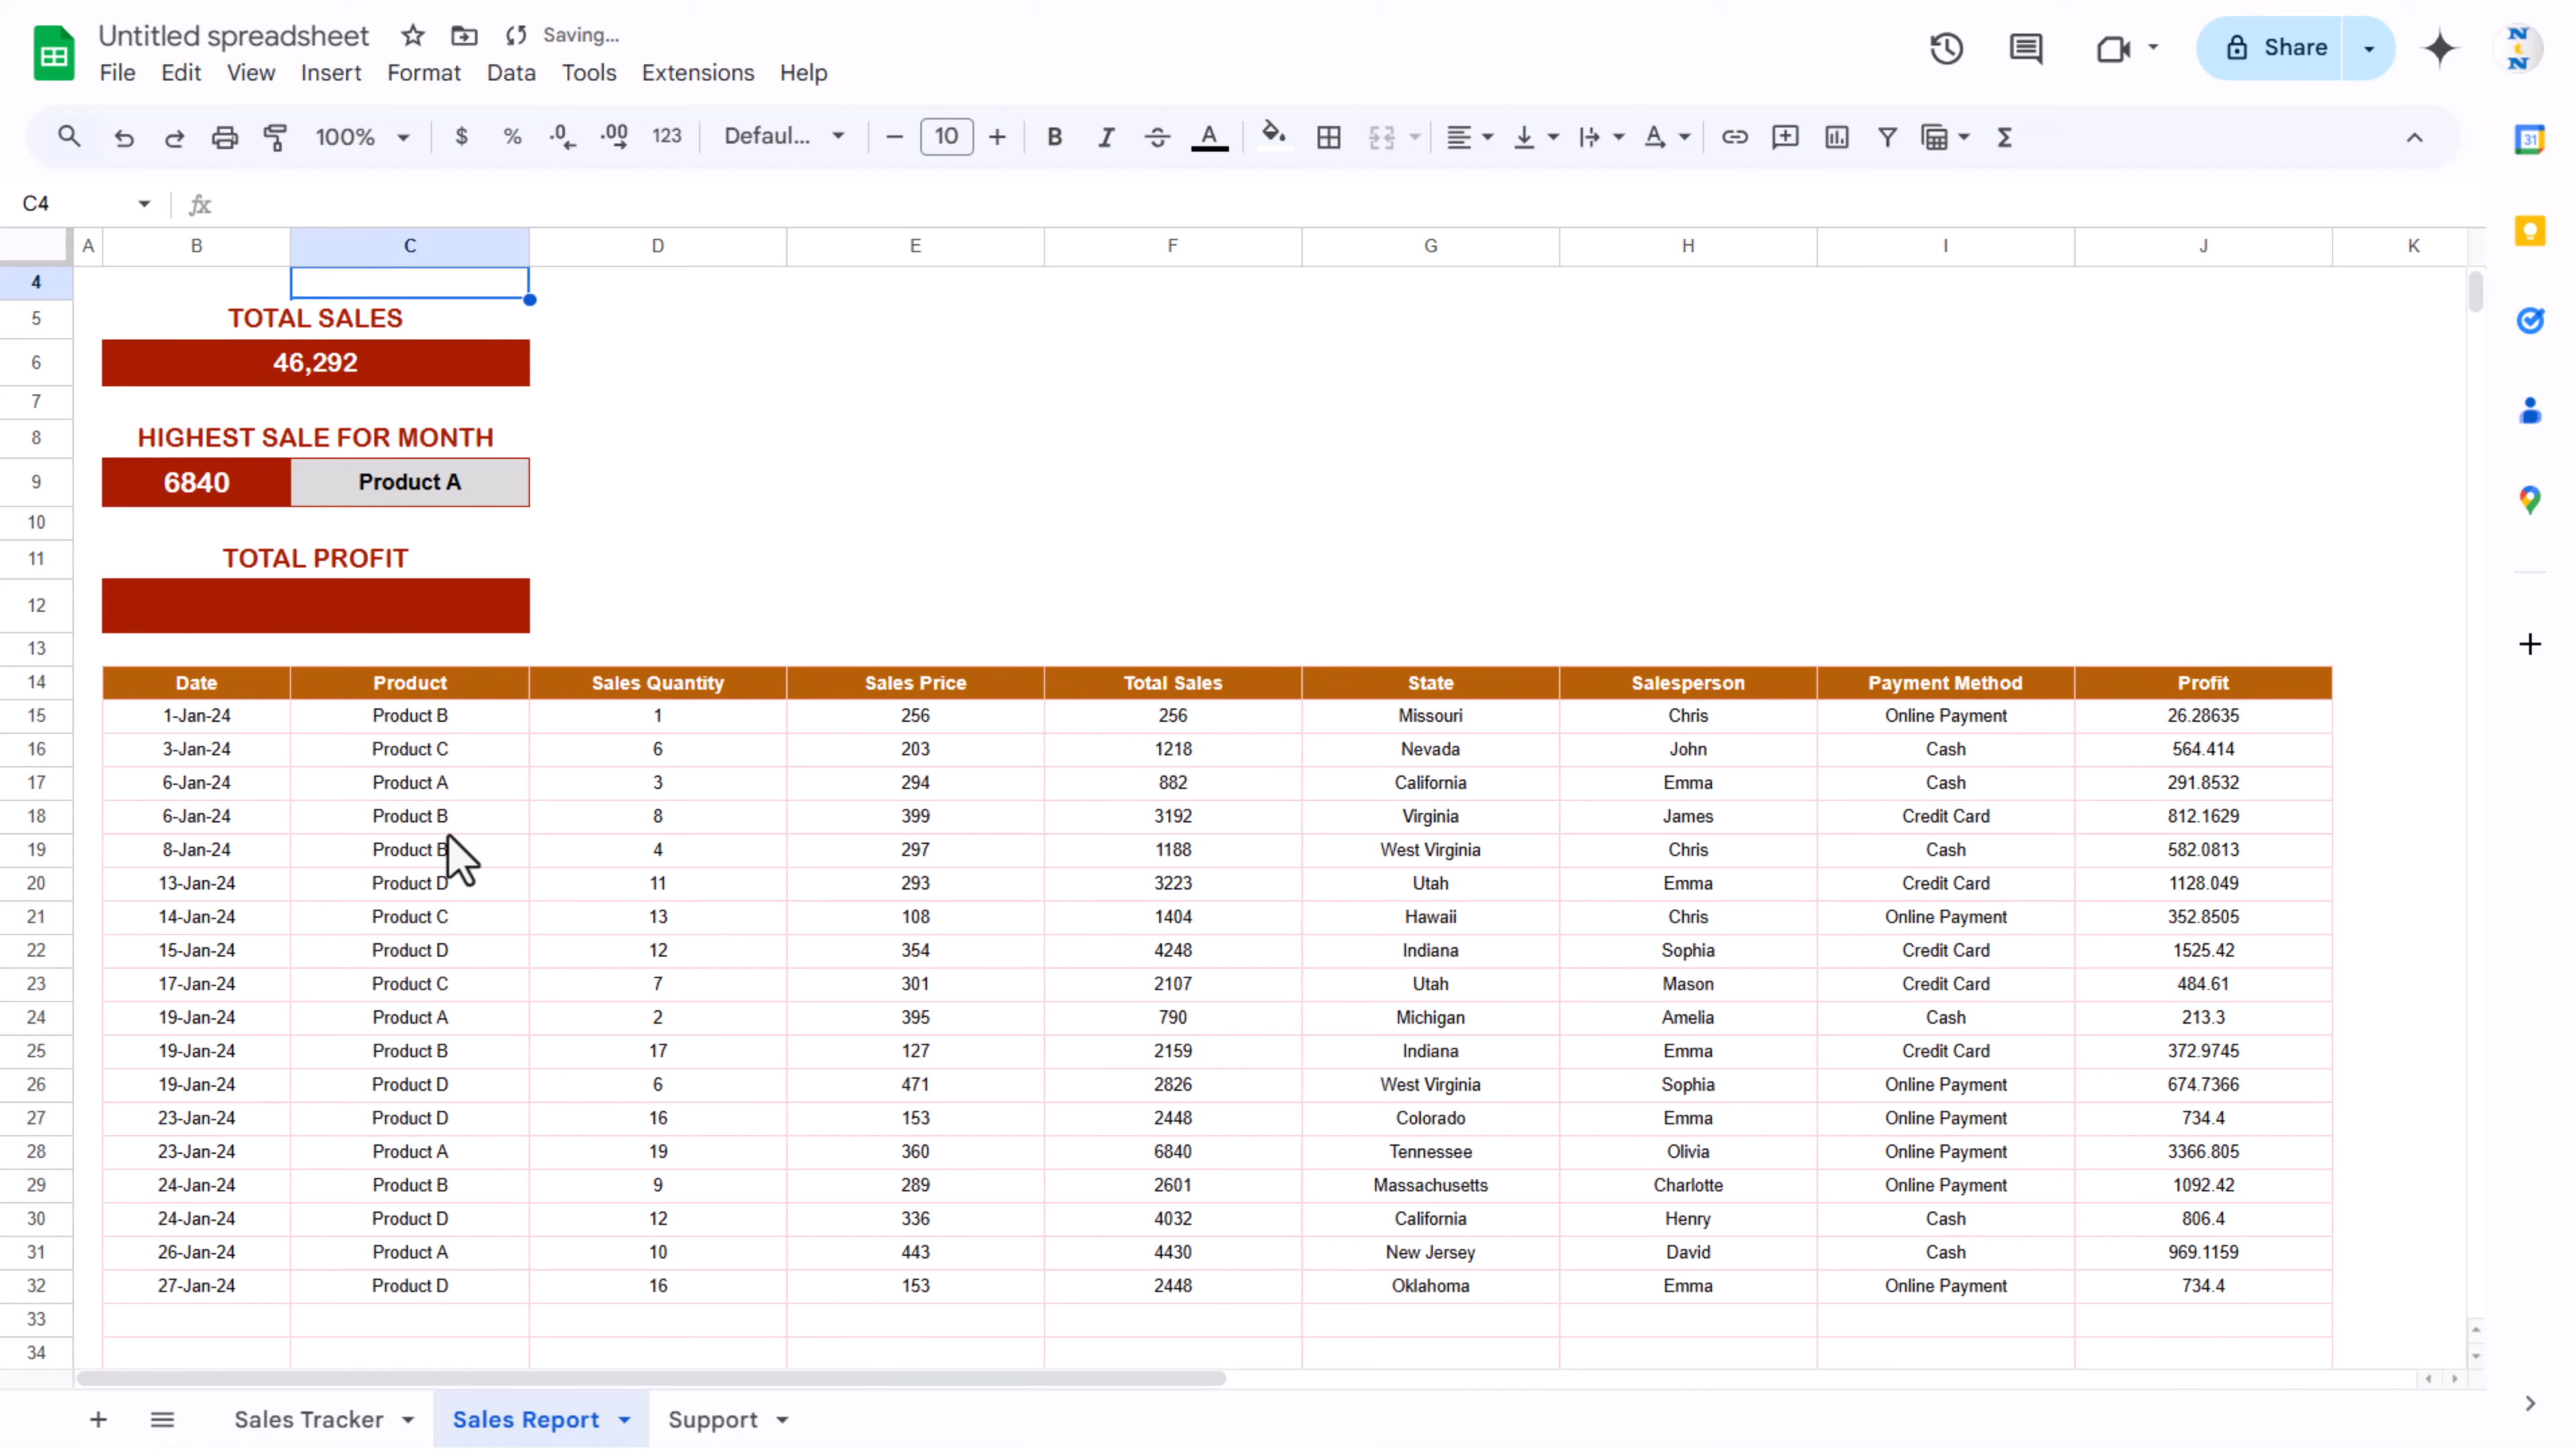 Untitled spreadsheet Saving...
File Edit View Insert Format Data Tools Extensions Help
Share
N t N
100% $ % .0 .00 123 Defaul... 10 B I A
31
C4 fx
A B C D E F G H I J K
4
5 TOTAL SALES
6 46,292
7
8 HIGHEST SALE FOR MONTH
9 6840 Product A
10
11 TOTAL PROFIT
12
13
14 Date Product Sales Quantity Sales Price Total Sales State Salesperson Payment Method Profit
15 1-Jan-24 Product B 1 256 256 Missouri Chris Online Payment 26.28635
16 3-Jan-24 Product C 6 203 1218 Nevada John Cash 564.414
17 6-Jan-24 Product A 3 294 882 California Emma Cash 291.8532
18 6-Jan-24 Product B 8 399 3192 Virginia James Credit Card 812.1629
19 8-Jan-24 Product B 4 297 1188 West Virginia Chris Cash 582.0813
20 13-Jan-24 Product D 11 293 3223 Utah Emma Credit Card 1128.049
21 14-Jan-24 Product C 13 108 1404 Hawaii Chris Online Payment 352.8505
22 15-Jan-24 Product D 12 354 4248 Indiana Sophia Credit Card 1525.42
23 17-Jan-24 Product C 7 301 2107 Utah Mason Credit Card 484.61
24 19-Jan-24 Product A 2 395 790 Michigan Amelia Cash 213.3
25 19-Jan-24 Product B 17 127 2159 Indiana Emma Credit Card 372.9745
26 19-Jan-24 Product D 6 471 2826 West Virginia Sophia Online Payment 674.7366
27 23-Jan-24 Product D 16 153 2448 Colorado Emma Online Payment 734.4
28 23-Jan-24 Product A 19 360 6840 Tennessee Olivia Online Payment 3366.805
29 24-Jan-24 Product B 9 289 2601 Massachusetts Charlotte Online Payment 1092.42
30 24-Jan-24 Product D 12 336 4032 California Henry Cash 806.4
31 26-Jan-24 Product A 10 443 4430 New Jersey David Cash 969.1159
32 27-Jan-24 Product D 16 153 2448 Oklahoma Emma Online Payment 734.4
33
34
Sales Tracker Sales Report Support